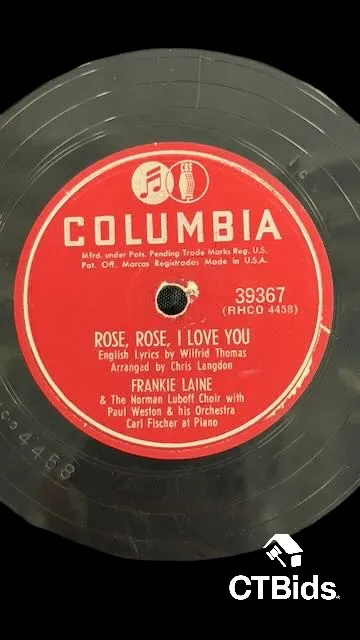 CBS
COLUMBIA
Mfrd. under Pats. Pending Trade Marks Reg. U.S.
Pat. Off. Marcas Registradas Made in U.S.A.
39367
(RHCO 4458)
ROSE, ROSE, I LOVE YOU
English Lyrics by Wilfrid Thomas
Arranged by Chris Langdon
FRANKIE LAINE
& The Norman Luboff Choir with
Paul Weston & his Orchestra
Carl Fischer at Piano
4458
CTBids